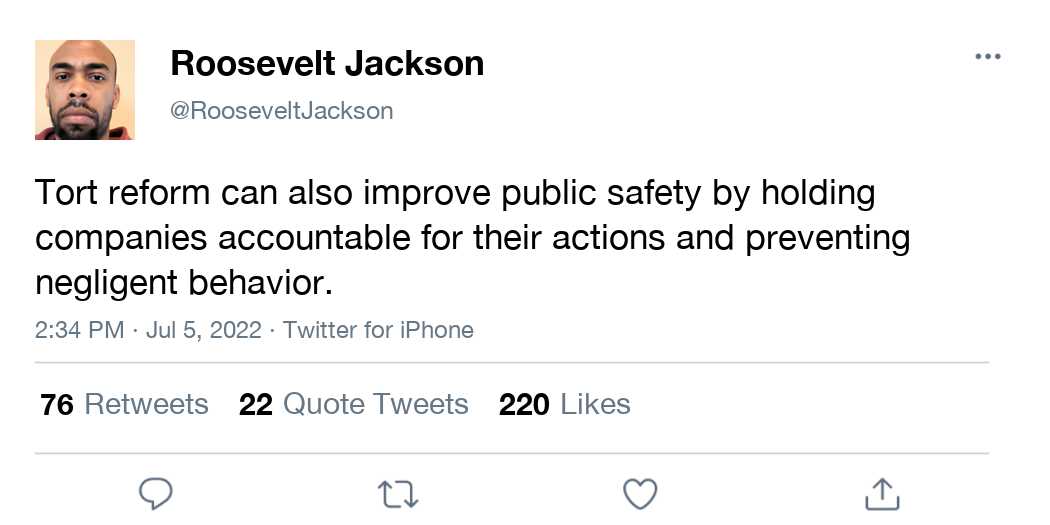 Roosevelt Jackson
@RooseveltJackson
Tort reform can also improve public safety by holding
companies accountable for their actions and preventing
negligent behavior.
2:34 PM · Jul 5, 2022 · Twitter for iPhone
76 Retweets 22 Quote Tweets 220 Likes